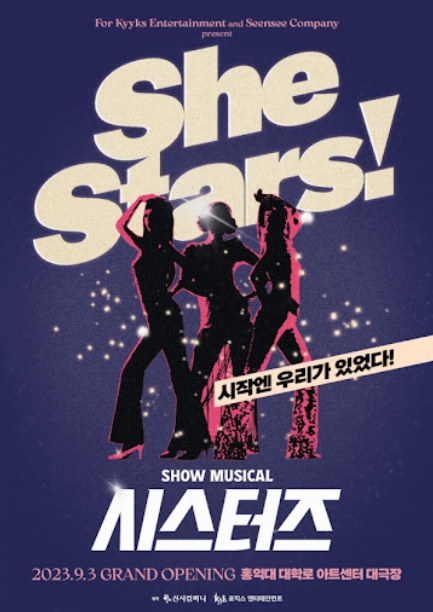 For Kyyks Entertainment and Seensee Company
present
She
Stars!
시작엔 우리가 있었다!
SHOW MUSICAL
시스터즈
2023.9.3 GRAND OPENING 홍익대 대학로 아트센터 대극장
제작 신시컴퍼니 포킥스 엔터테인먼트